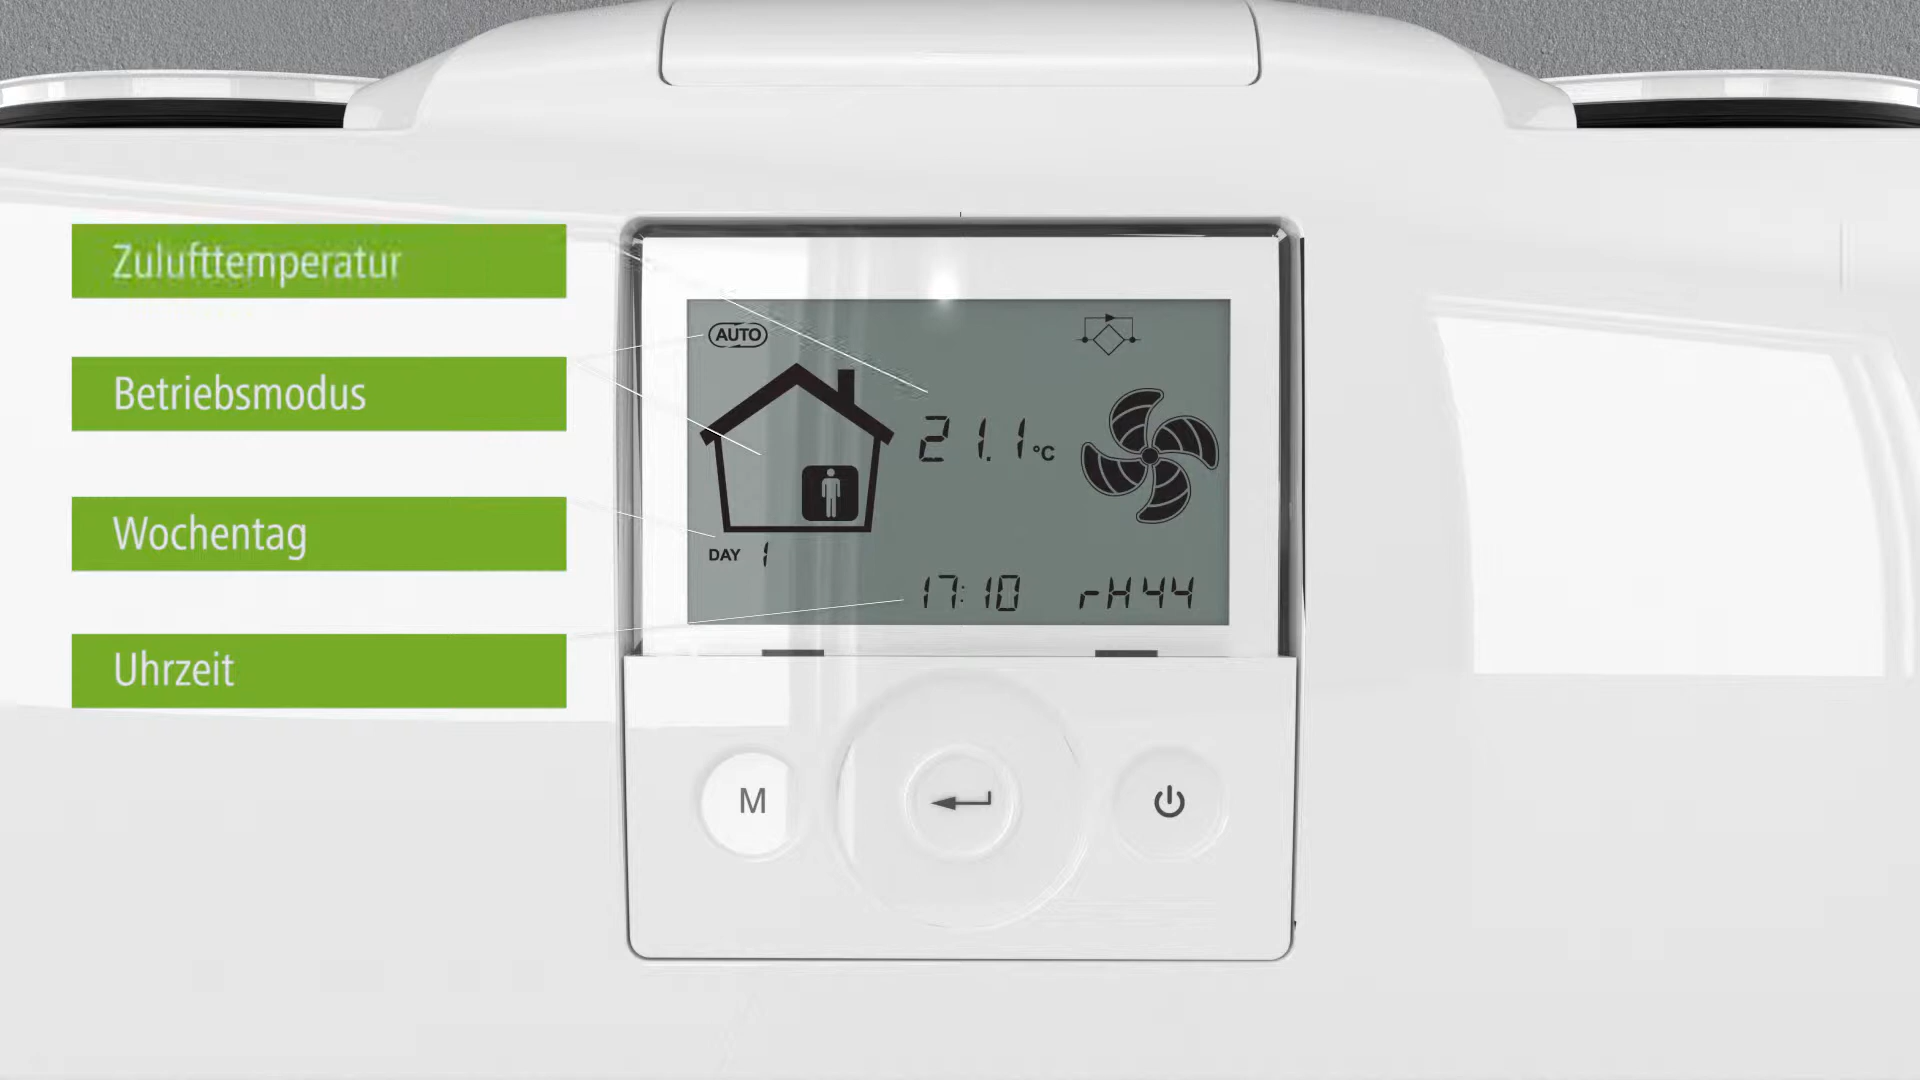 Zulufttemperatur
Betriebsmodus
Wochentag
Uhrzeit
AUTO
21.1 °C
DAY 1
17:10 rH44
M